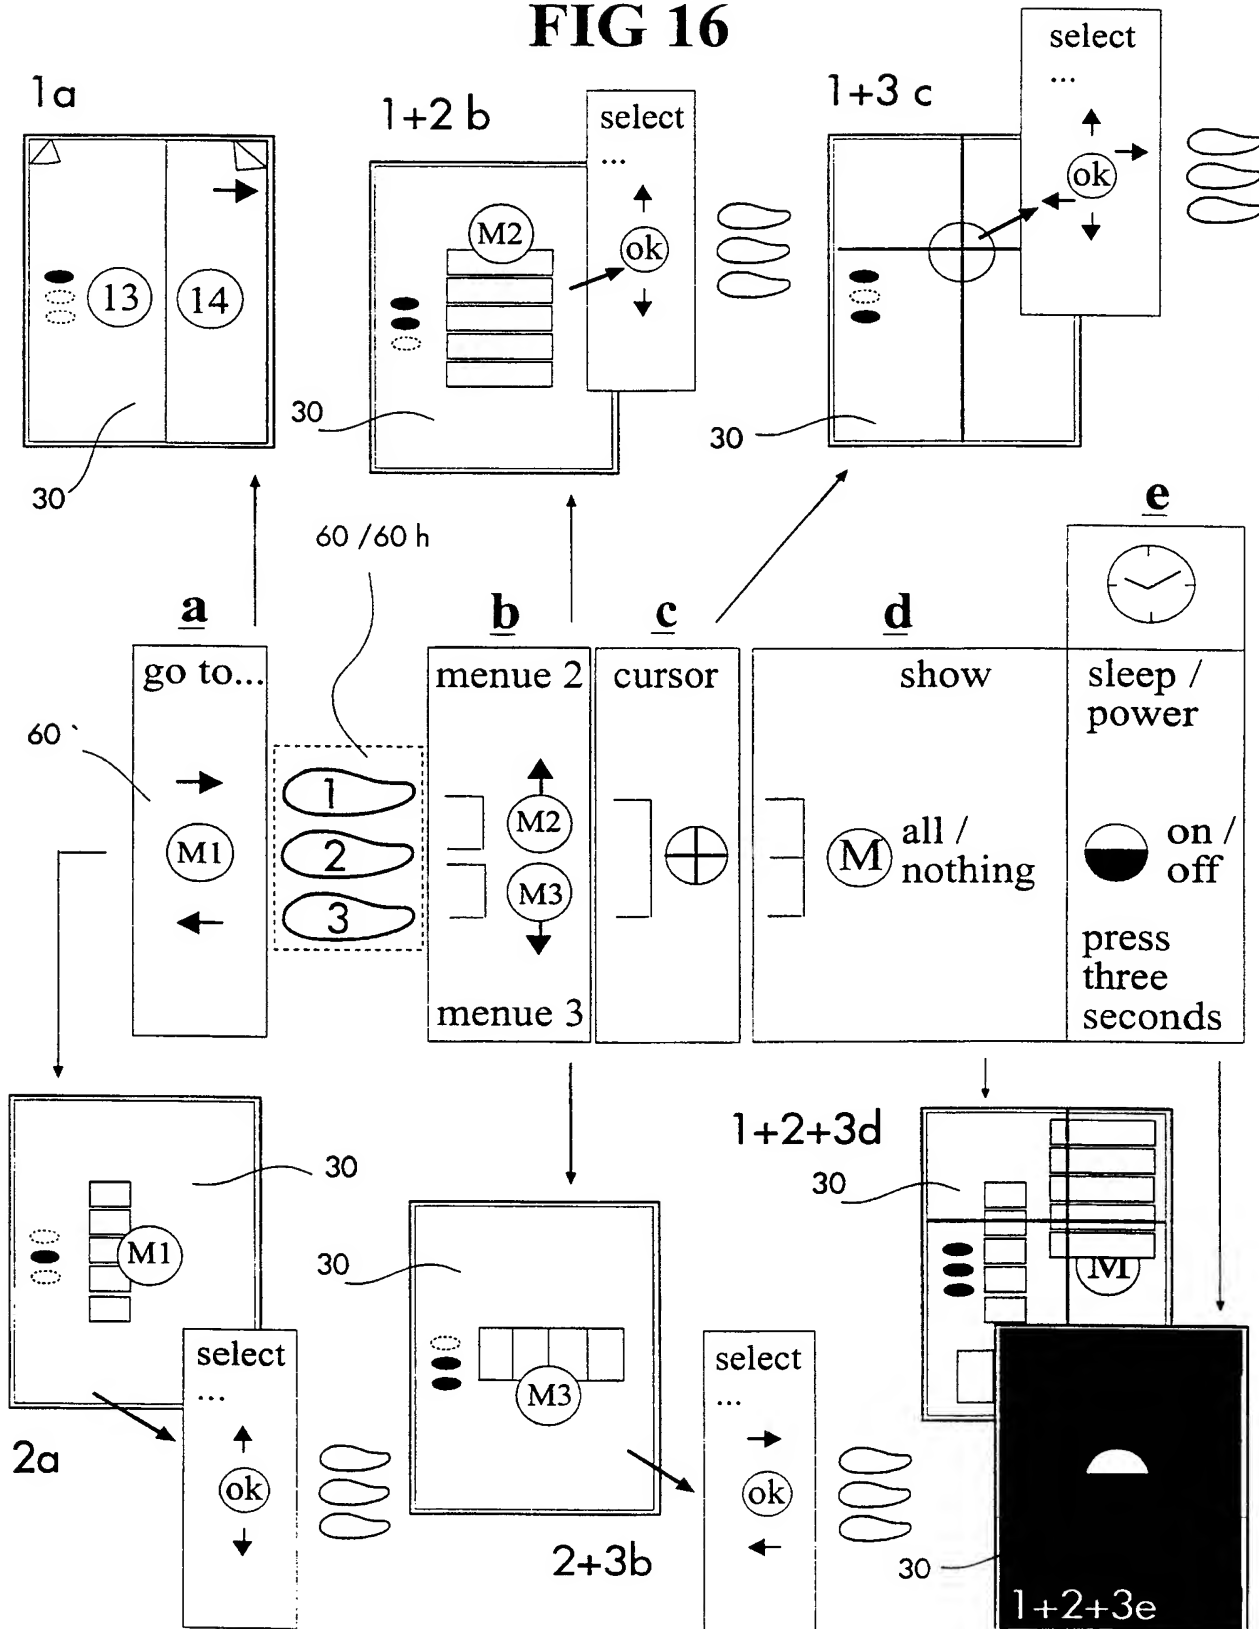 FIG 16
1a
13
14
30
1+2 b
M2
select
...
ok
30
1+3 c
select
...
ok
30
60 /60 h
a
go to...
M1
60`
1
2
3
b
menue 2
M2
M3
menue 3
c
cursor
d
show
M
all /
nothing
e
sleep /
power
on /
off
press
three
seconds
30
M1
2a
select
...
ok
30
M3
2+3b
select
...
ok
1+2+3d
30
M
30
1+2+3e